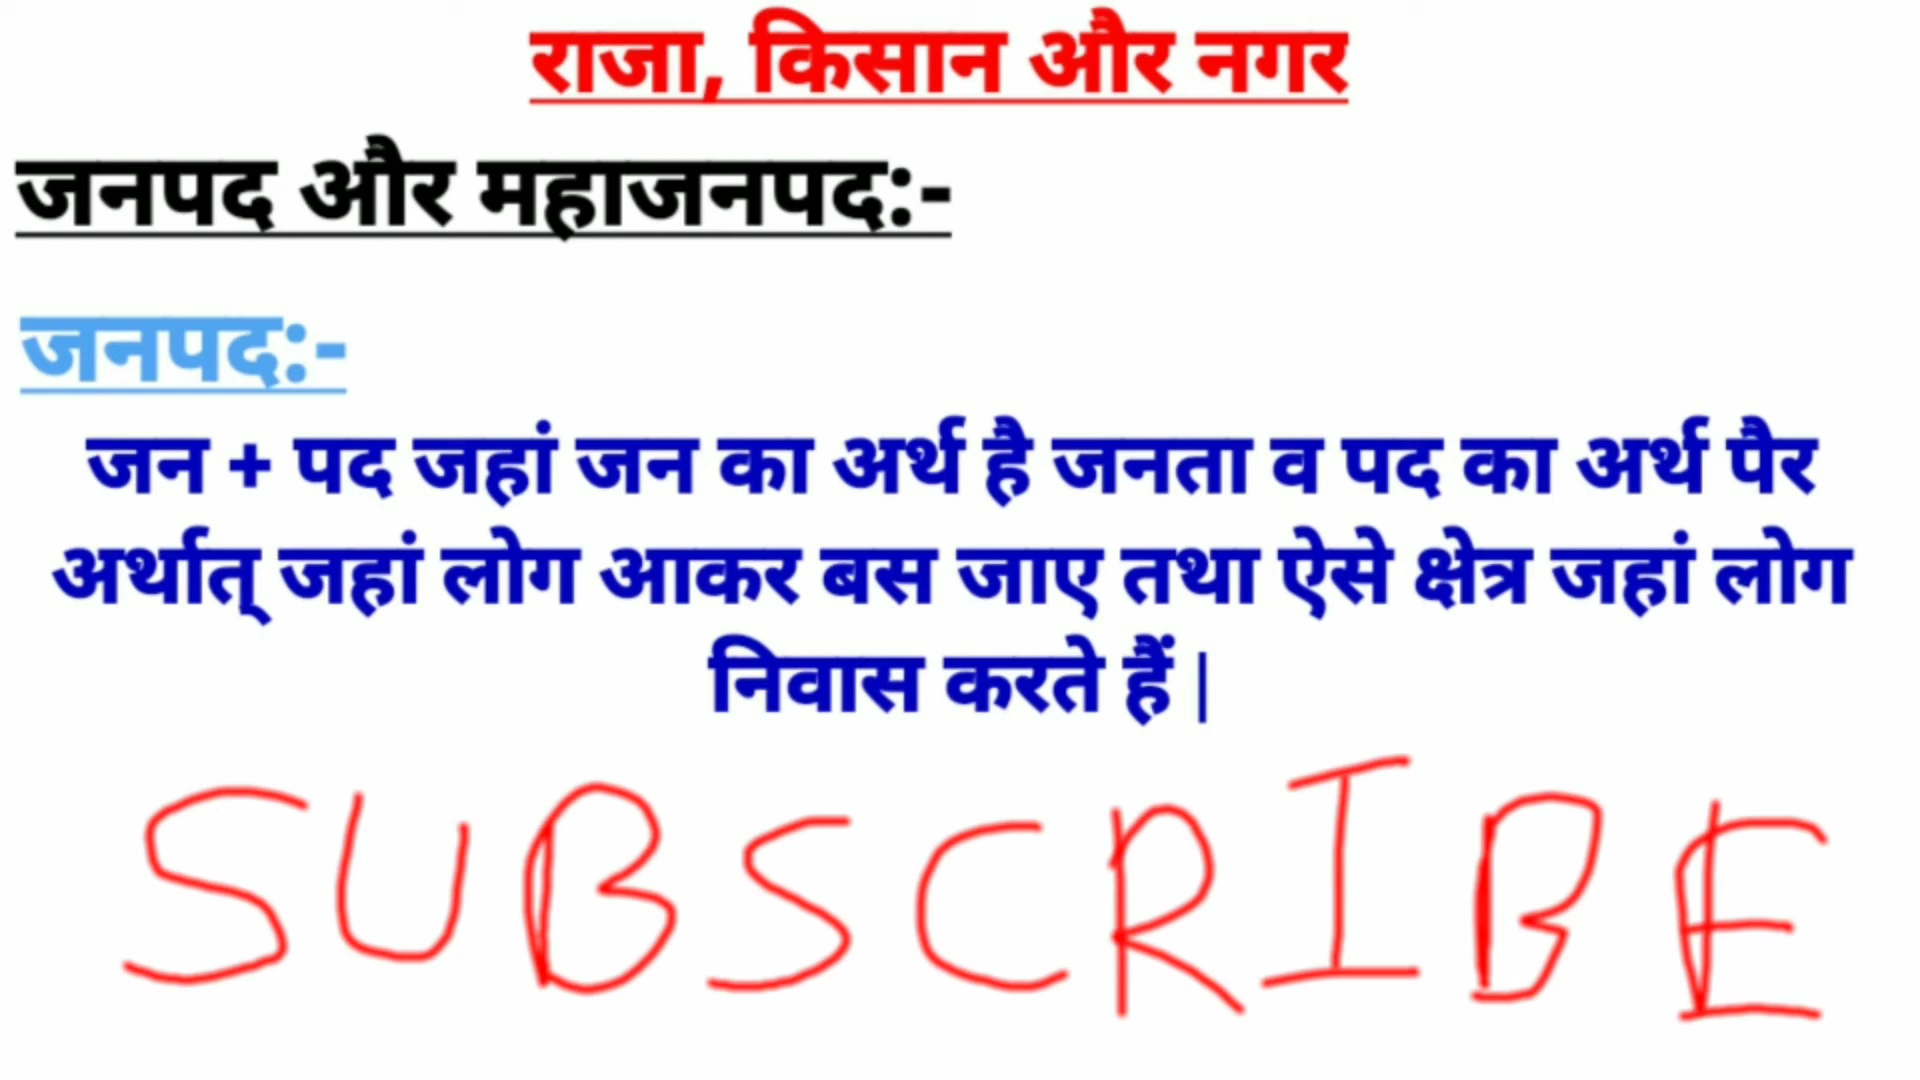 राजा, किसान और नगर
जनपद और महाजनपद:-
जनपद:-
जन + पद जहां जन का अर्थ है जनता व पद का अर्थ पैर
अर्थात् जहां लोग आकर बस जाए तथा ऐसे क्षेत्र जहां लोग
निवास करते हैं |
SUBSCRIBE